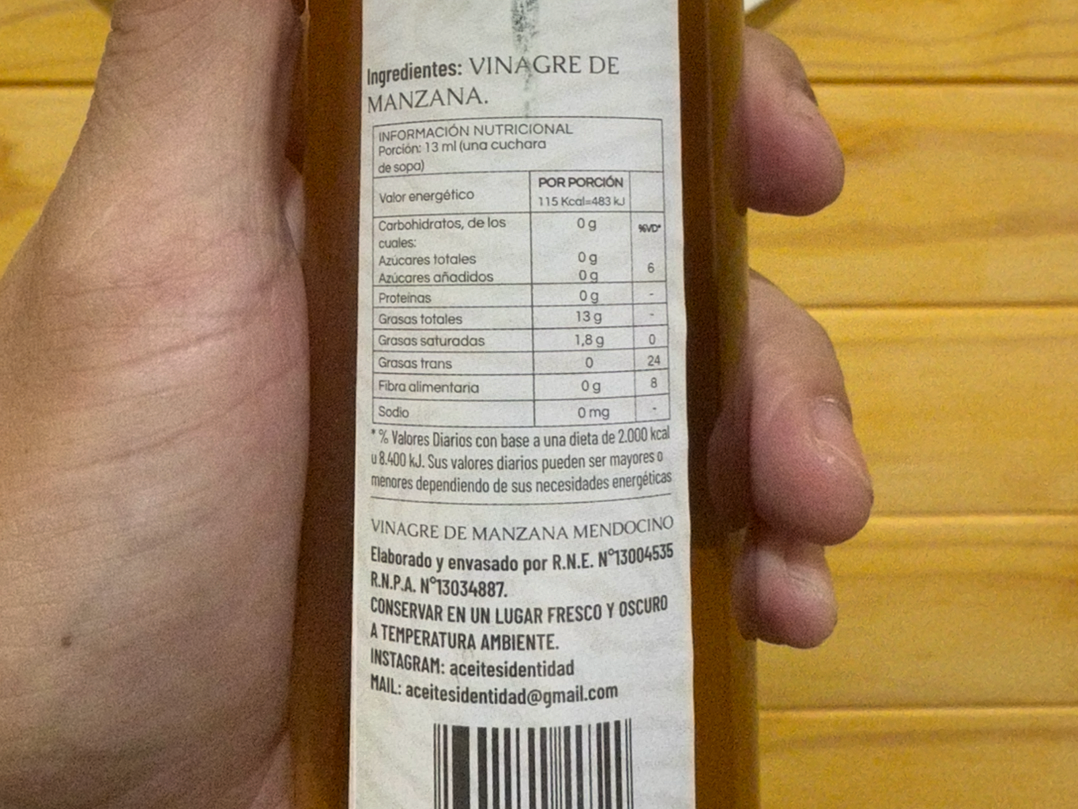 Ingredientes: VINAGRE DE
MANZANA.
INFORMACIÓN NUTRICIONAL
Porción: 13 ml (una cuchara
de sopa)
Valor energético POR PORCIÓN
115 Kcal=483 kJ
Carbohidratos, de los 0 g %VD*
cuales:
Azúcares totales 0 g 6
Azúcares añadidos 0 g
Proteínas 0 g -
Grasas totales 13 g -
Grasas saturadas 1,8 g 0
Grasas trans 0 24
Fibra alimentaria 0 g 8
Sodio 0 mg -
*% Valores Diarios con base a una dieta de 2.000 kcal
u 8.400 kJ. Sus valores diarios pueden ser mayores o
menores dependiendo de sus necesidades energéticas
VINAGRE DE MANZANA MENDOCINO
Elaborado y envasado por R.N.E. N°13004535
R.N.P.A. N°13034887.
CONSERVAR EN UN LUGAR FRESCO Y OSCURO
A TEMPERATURA AMBIENTE.
INSTAGRAM: aceitesidentidad
MAIL: aceitesidentidad@gmail.com